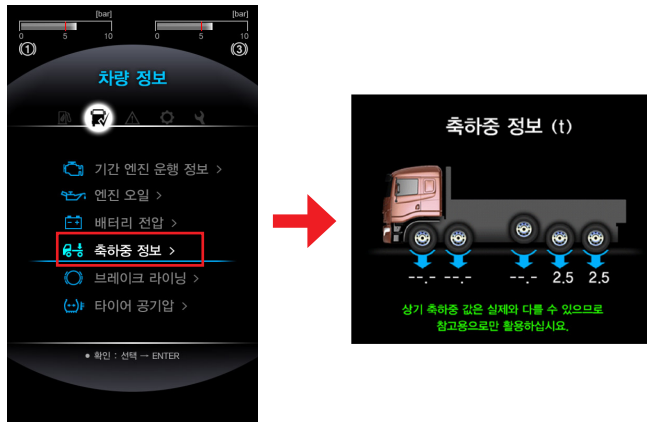 [bar] [bar]
0 5 10 0 5 10
(1) (3)
차량 정보
기간 엔진 운행 정보 >
엔진 오일 >
배터리 전압 >
축하중 정보 >
브레이크 라이닝 >
타이어 공기압 >
● 확인 : 선택 → ENTER
축하중 정보 (t)
--.- --.- --.- 2.5 2.5
상기 축하중 값은 실제와 다를 수 있으므로
참고용으로만 활용하십시요.